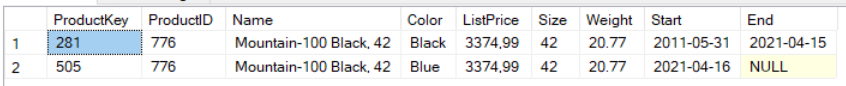 ProductKey ProductID Name Color ListPrice Size Weight Start End
1 281 776 Mountain-100 Black, 42 Black 3374,99 42 20.77 2011-05-31 2021-04-15
2 505 776 Mountain-100 Black, 42 Blue 3374,99 42 20.77 2021-04-16 NULL